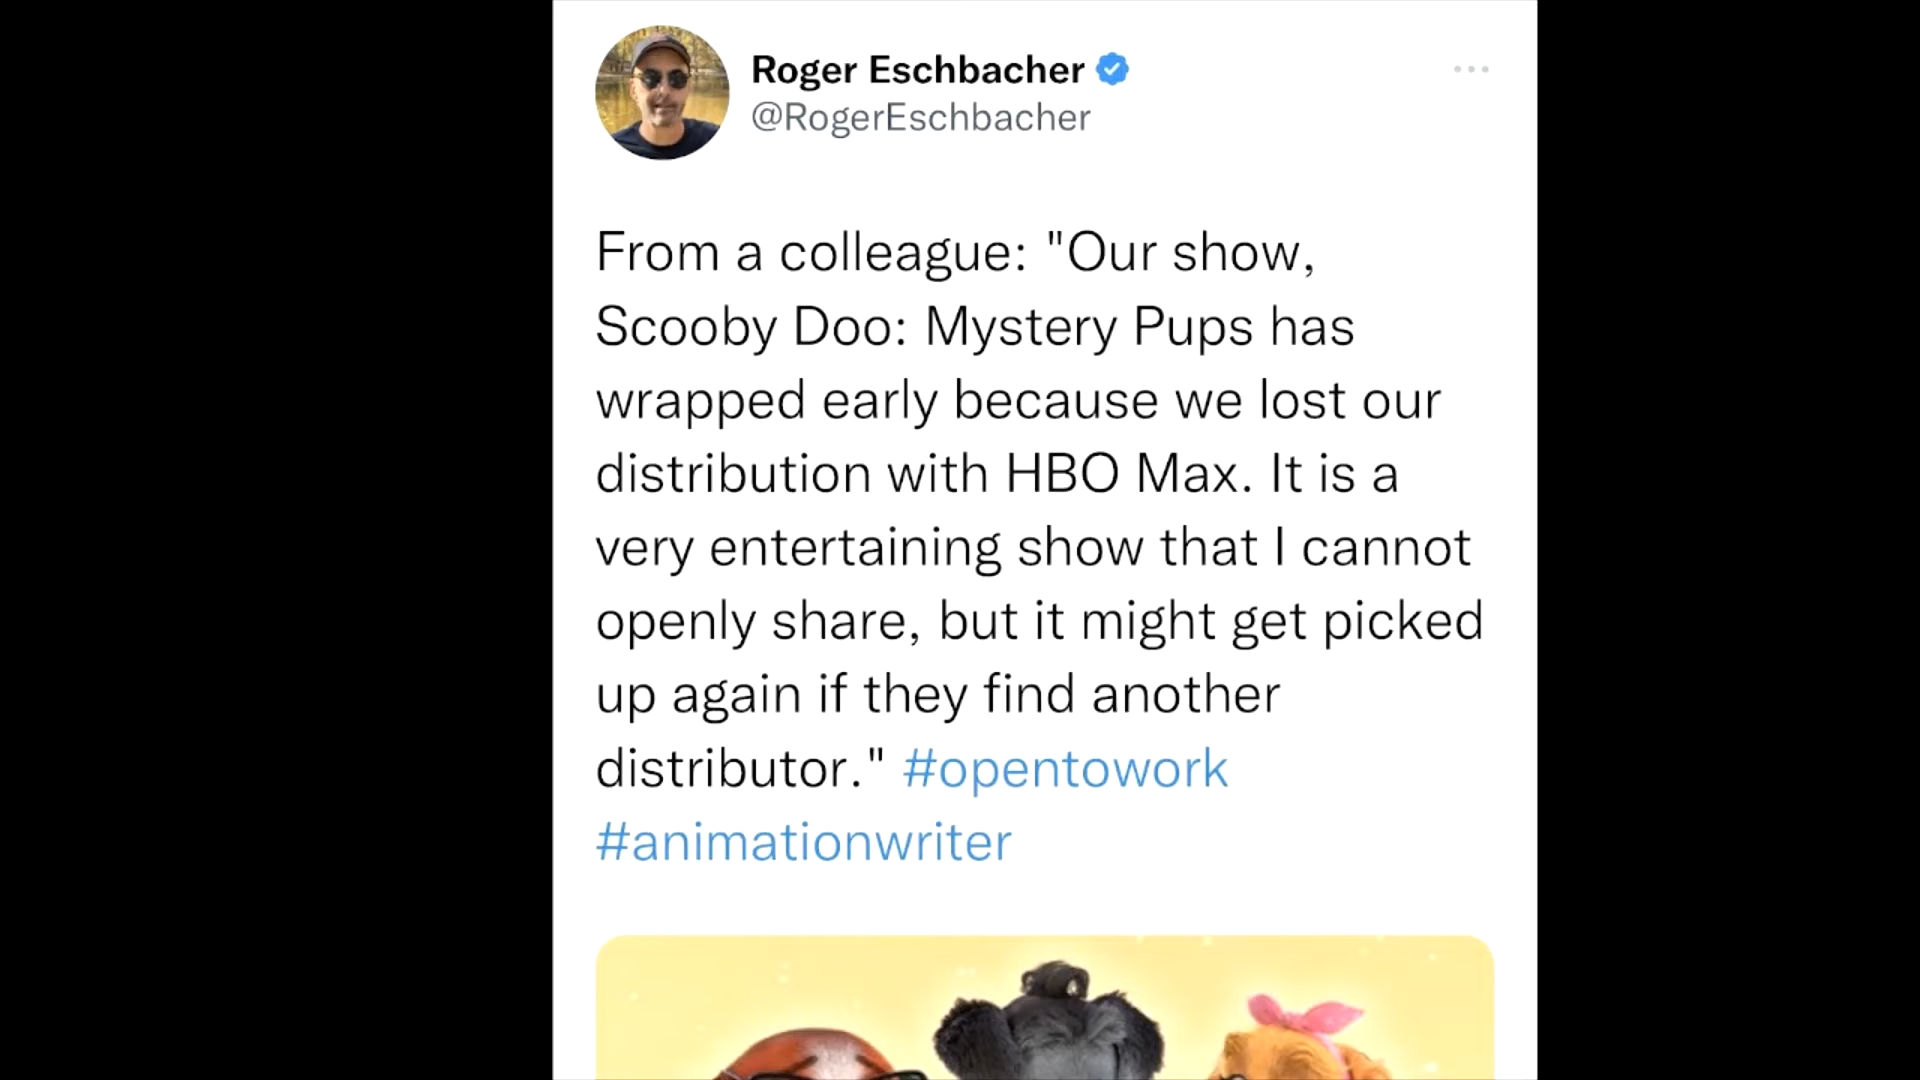 Roger Eschbacher
@RogerEschbacher
From a colleague: "Our show,
Scooby Doo: Mystery Pups has
wrapped early because we lost our
distribution with HBO Max. It is a
very entertaining show that I cannot
openly share, but it might get picked
up again if they find another
distributor." #opentowork
#animationwriter